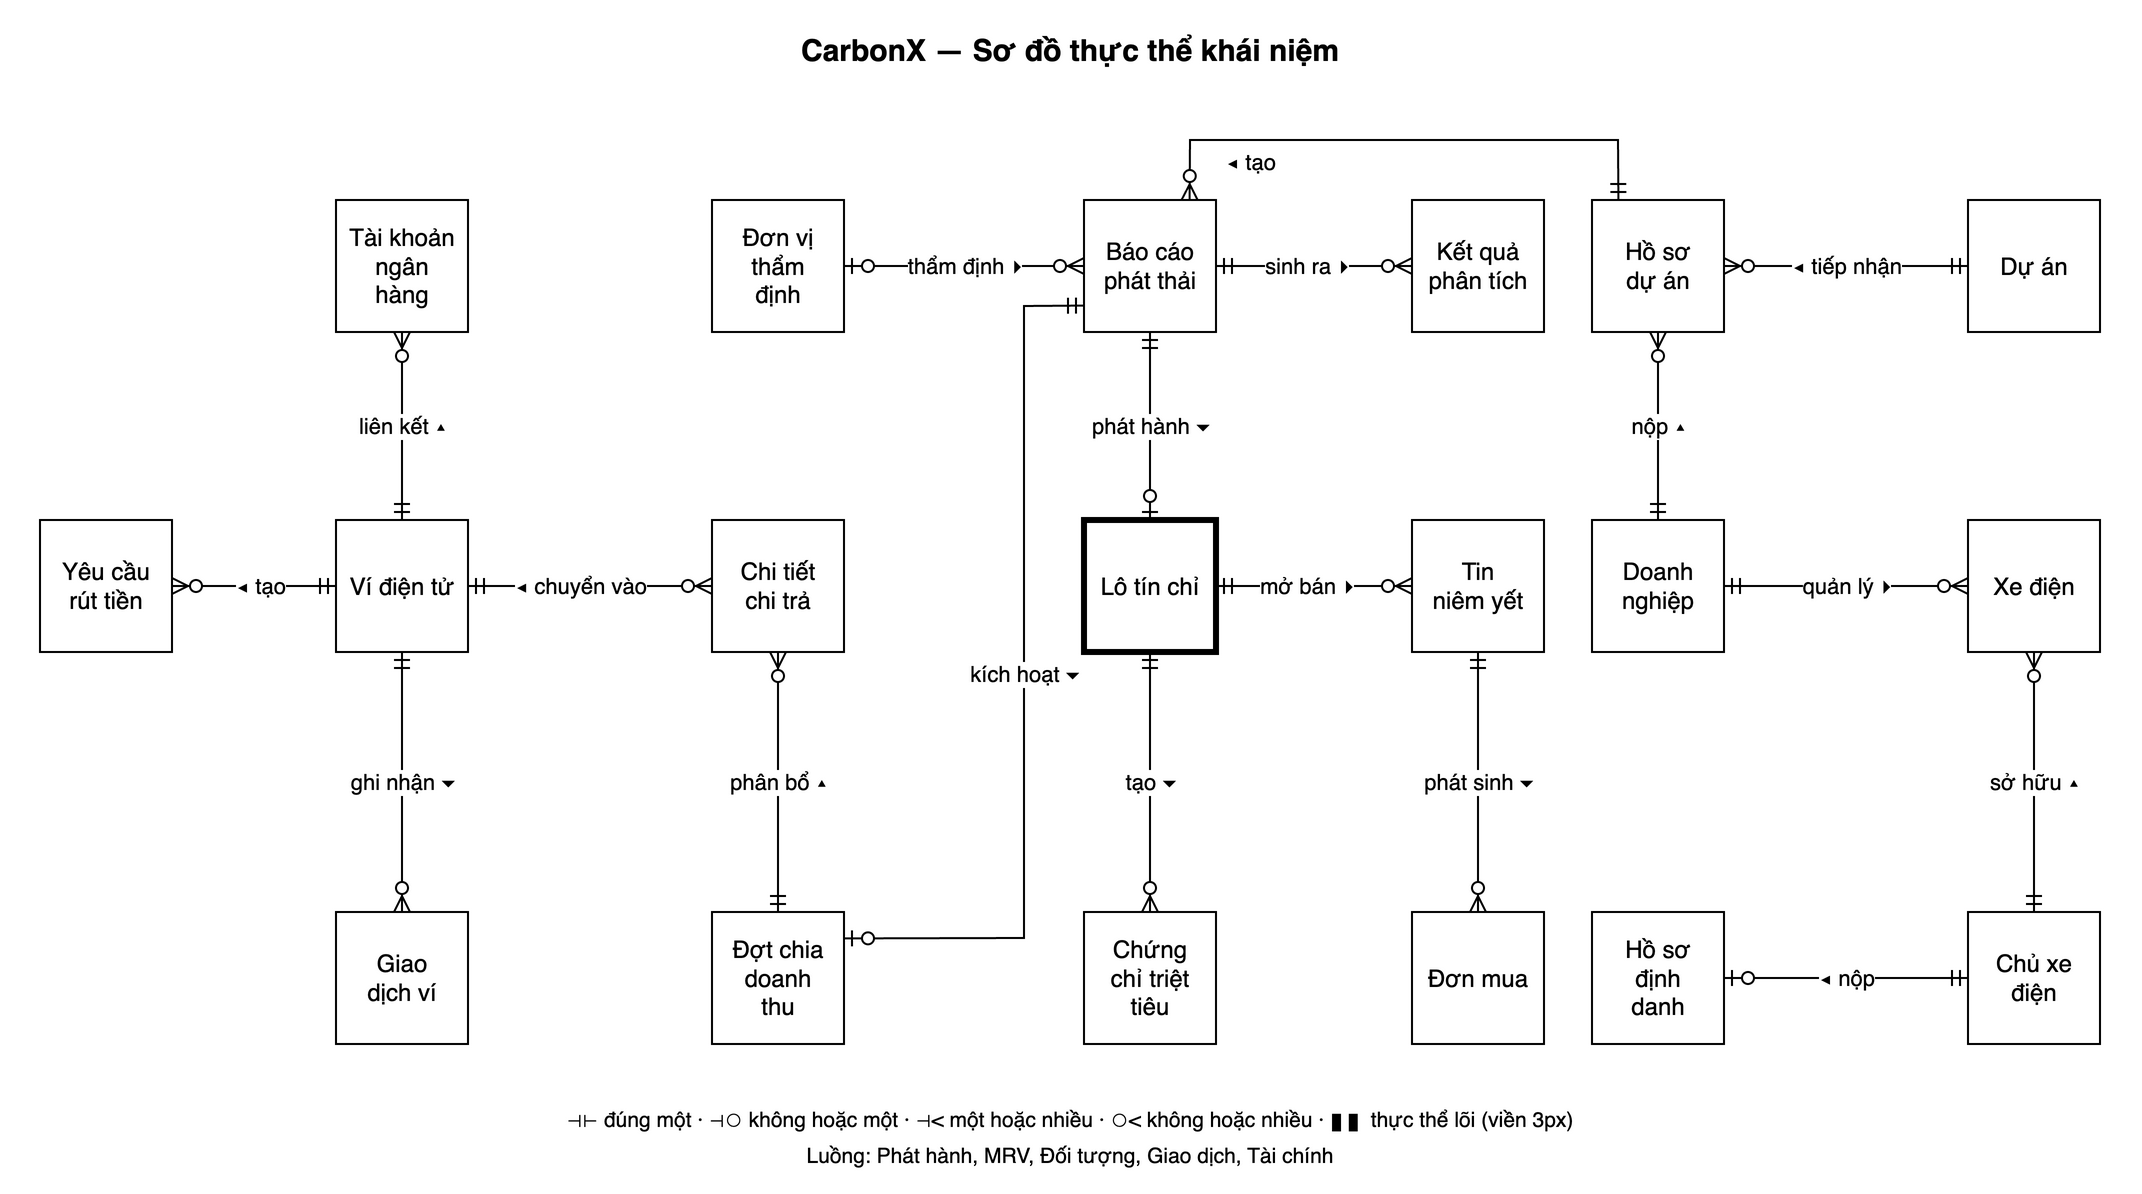 CarbonX — Sơ đồ thực thể khái niệm
◂ tạo
Tài khoản
ngân
hàng
Đơn vị
thẩm
định
thẩm định ▸
Báo cáo
phát thải
sinh ra ▸
Kết quả
phân tích
Hồ sơ
dự án
◂ tiếp nhận
Dự án
liên kết ▴
phát hành ▾
nộp ▴
Yêu cầu
rút tiền
◂ tạo
Ví điện tử
◂ chuyển vào
Chi tiết
chi trả
Lô tín chỉ
mở bán ▸
Tin
niêm yết
Doanh
nghiệp
quản lý ▸
Xe điện
kích hoạt ▾
ghi nhận ▾
phân bổ ▴
tạo ▾
phát sinh ▾
sở hữu ▴
Giao
dịch ví
Đợt chia
doanh
thu
Chứng
chỉ triệt
tiêu
Đơn mua
Hồ sơ
định
danh
◂ nộp
Chủ xe
điện
⊣⊢ đúng một · ⊣○ không hoặc một · ⊣< một hoặc nhiều · ○< không hoặc nhiều · ▮▮ thực thể lõi (viền 3px)
Luồng: Phát hành, MRV, Đối tượng, Giao dịch, Tài chính